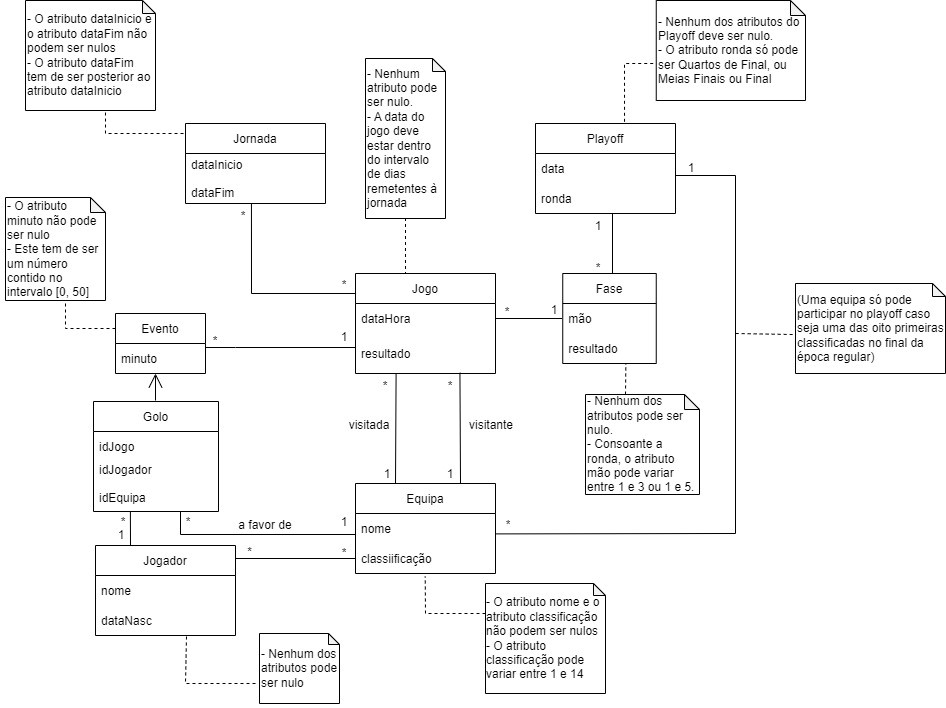 - O atributo dataInicio e
o atributo dataFim não
podem ser nulos
- O atributo dataFim
tem de ser posterior ao
atributo dataInicio
- Nenhum dos atributos do
Playoff deve ser nulo.
- O atributo ronda só pode
ser Quartos de Final, ou
Meias Finais ou Final
- Nenhum
atributo pode
ser nulo.
- A data do
jogo deve
estar dentro
do intervalo
de dias
remetentes à
jornada
Jornada
dataInicio
dataFim
*
Playoff
data
ronda
1
1
- O atributo
minuto não pode
ser nulo
- Este tem de ser
um número
contido no
intervalo [0, 50]
*
Jogo
dataHora
resultado
*
1
*
Fase
mão
resultado
(Uma equipa só pode
participar no playoff caso
seja uma das oito primeiras
classificadas no final da
época regular)
Evento
minuto
*
1
*
*
visitada
visitante
1
1
- Nenhum dos
atributos pode ser
nulo.
- Consoante a
ronda, o atributo
mão pode variar
entre 1 e 3 ou 1 e 5.
Golo
idJogo
idJogador
idEquipa
*
1
*
a favor de
1
Equipa
nome
classiificação
*
*
*
Jogador
nome
dataNasc
- O atributo nome e o
atributo classificação
não podem ser nulos
- O atributo
classificação pode
variar entre 1 e 14
- Nenhum dos
atributos pode
ser nulo